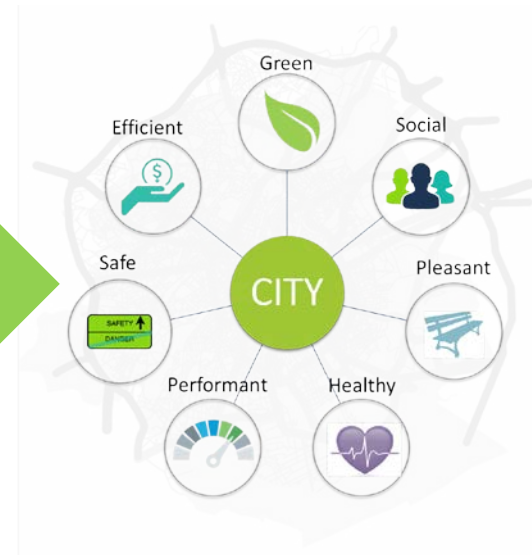 Green
Efficient
$
Social
CITY
Safe
SAFETY
DANGER
Pleasant
Performant
Healthy